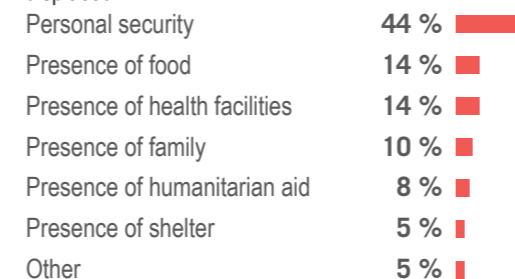 Personal security 44 %
Presence of food 14 %
Presence of health facilities 14 %
Presence of family 10 %
Presence of humanitarian aid 8 %
Presence of shelter 5 %
Other 5 %